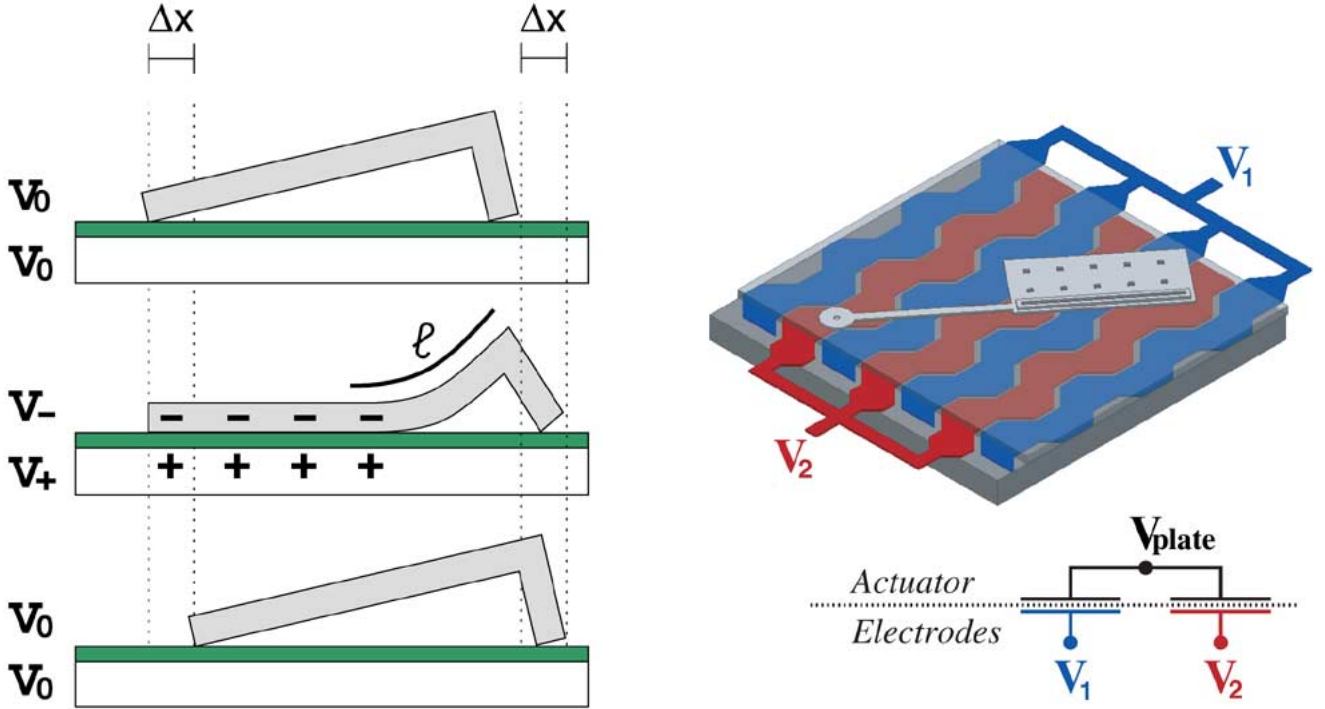 Δx Δx
V₀
V₀
ℓ
V₋
− − − −
V₊
+ + + +
V₀
V₀
V₁
V₂
Vplate
Actuator
Electrodes
V₁ V₂